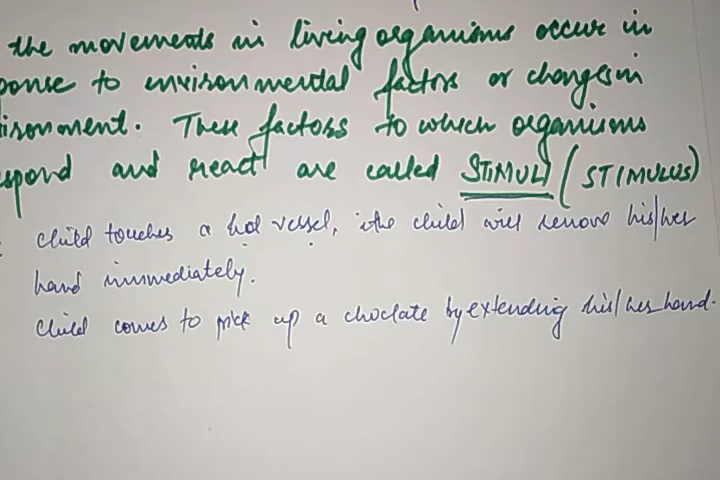 the movements in living organisms occur in
ponse to environmental factors or changes in
ironment. These factors to which organisms
spond and react are called STIMULI (STIMULUS)
child touches a hot vessel, the child will remove his/her
hand immediately.
Child comes to pick up a choclate by extending his/her hand.